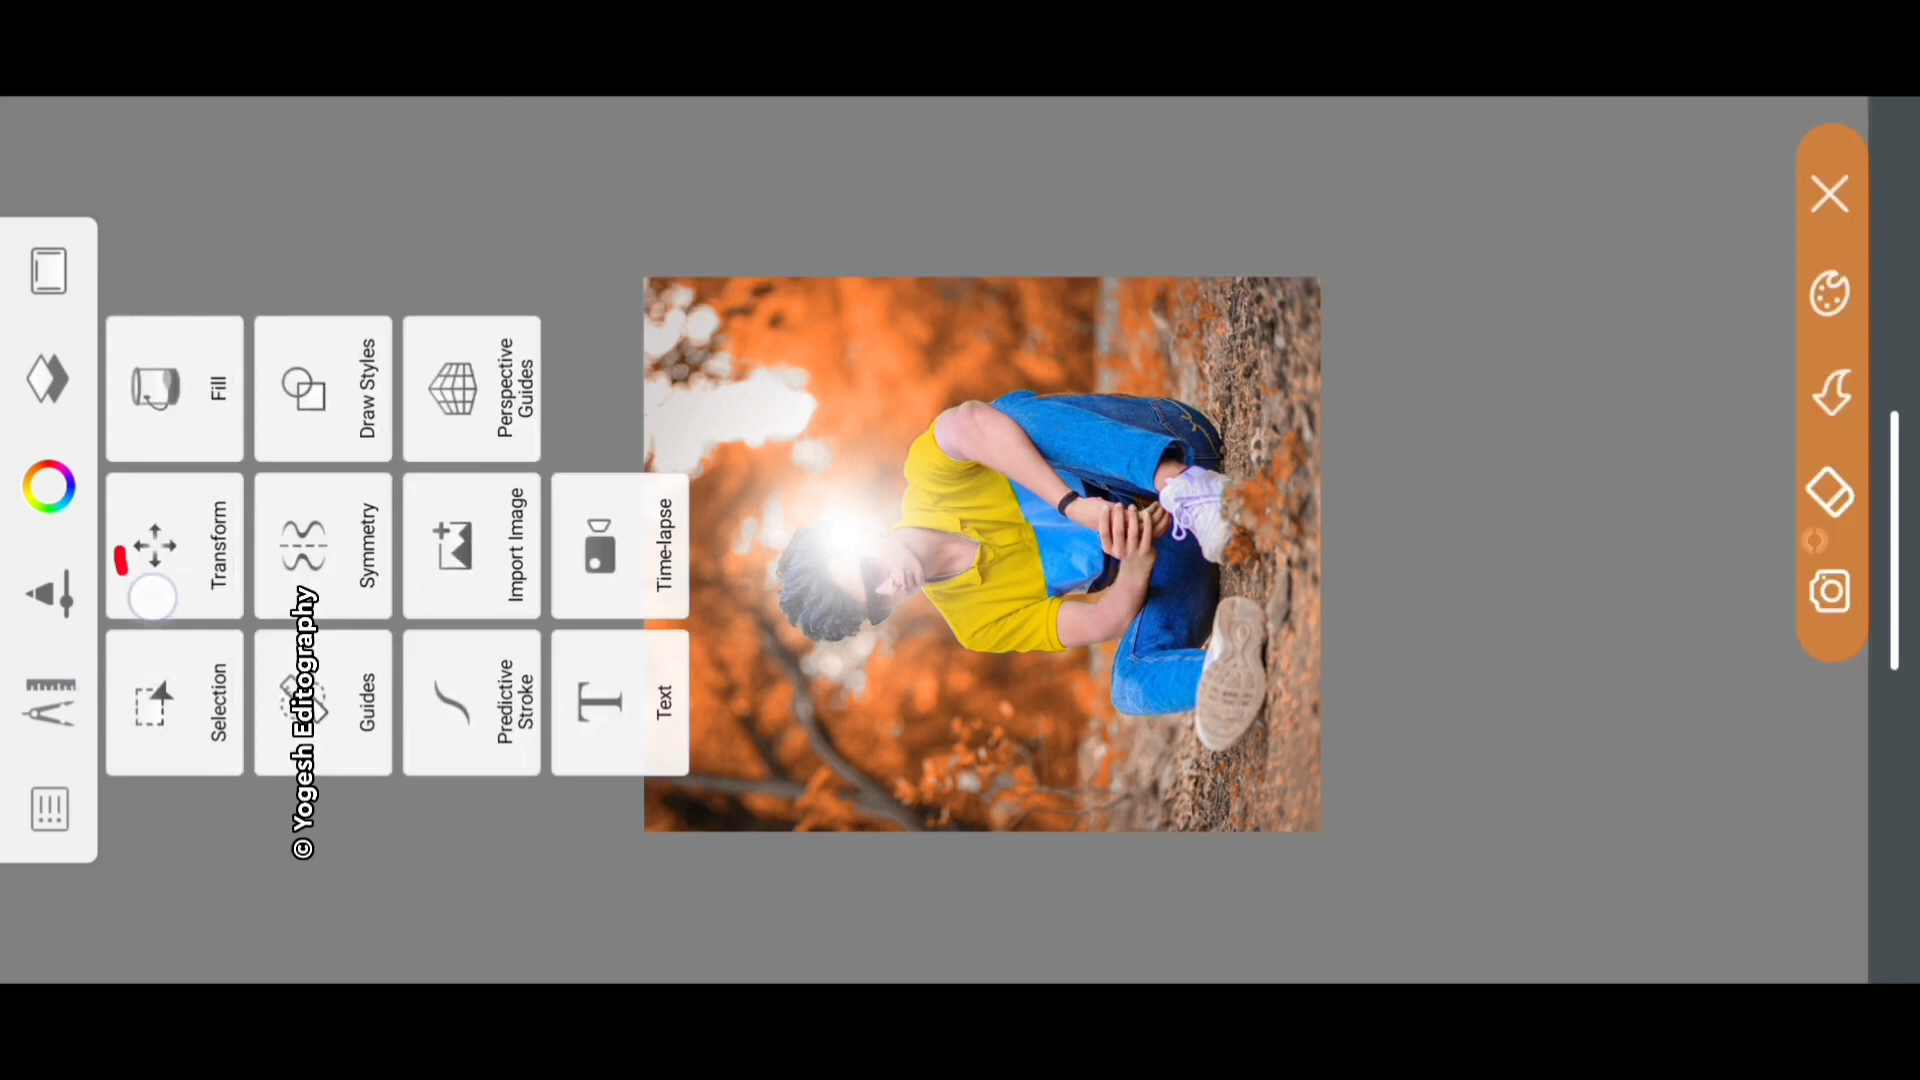 Selection
Transform
Fill
Guides
Symmetry
Draw Styles
Predictive
Stroke
Import Image
Perspective
Guides
Text
Time-lapse
© Yogesh Editography